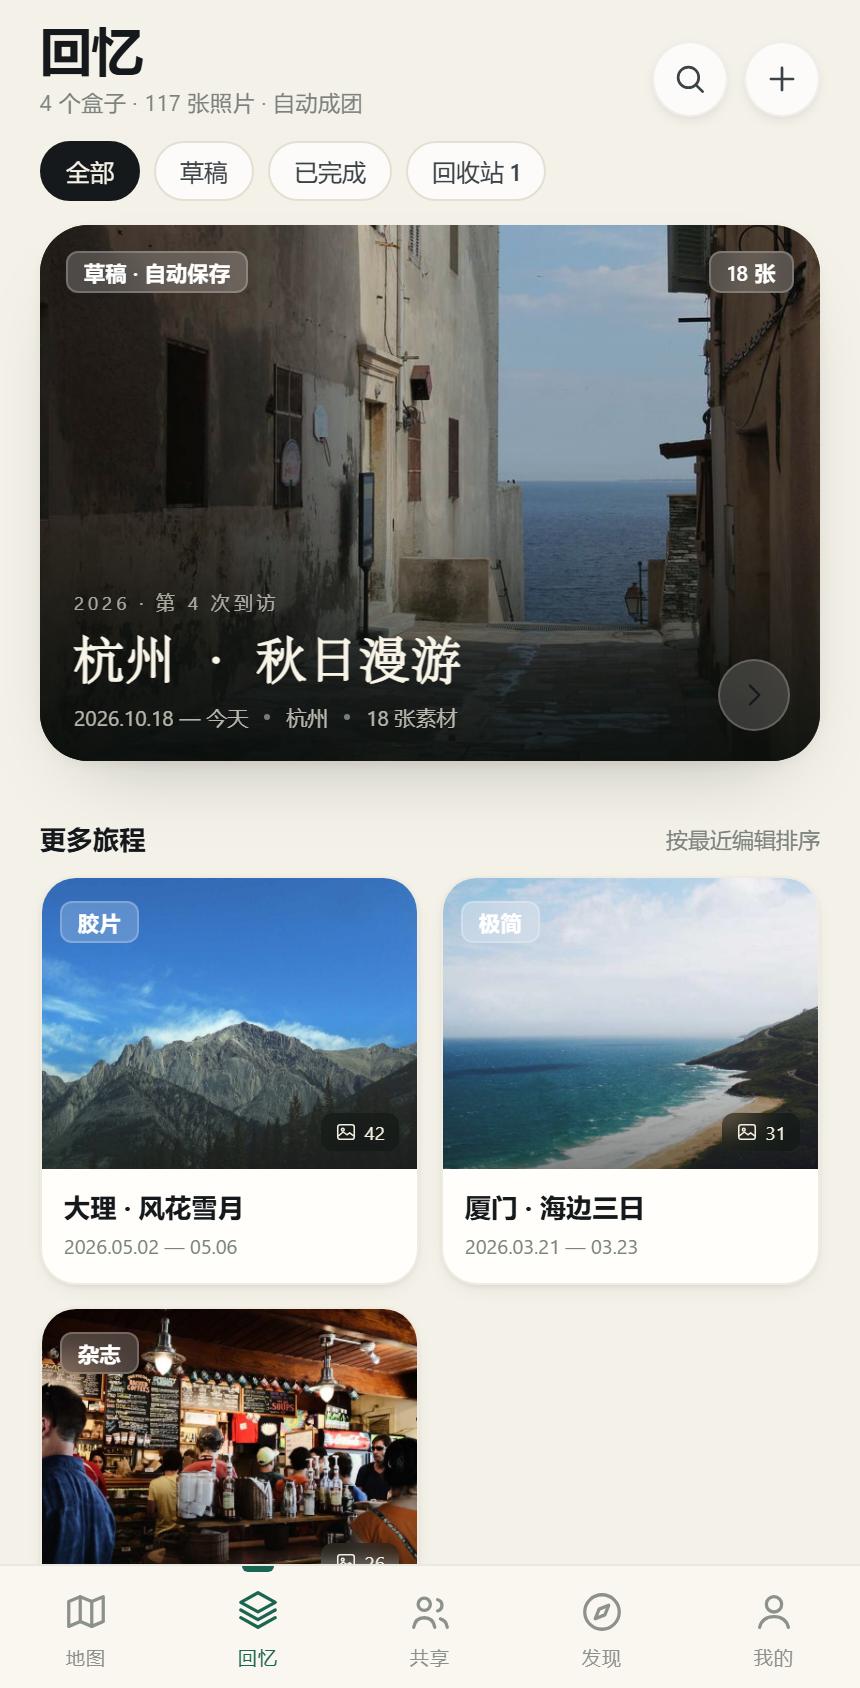 回忆
4 个盒子 · 117 张照片 · 自动成团
全部
草稿
已完成
回收站 1
草稿 · 自动保存
18 张
2026 · 第 4 次到访
杭州 · 秋日漫游
2026.10.18 — 今天 • 杭州 • 18 张素材
更多旅程
按最近编辑排序
胶片
42
大理 · 风花雪月
2026.05.02 — 05.06
极简
31
厦门 · 海边三日
2026.03.21 — 03.23
杂志
SOUPS
26
地图
回忆
共享
发现
我的